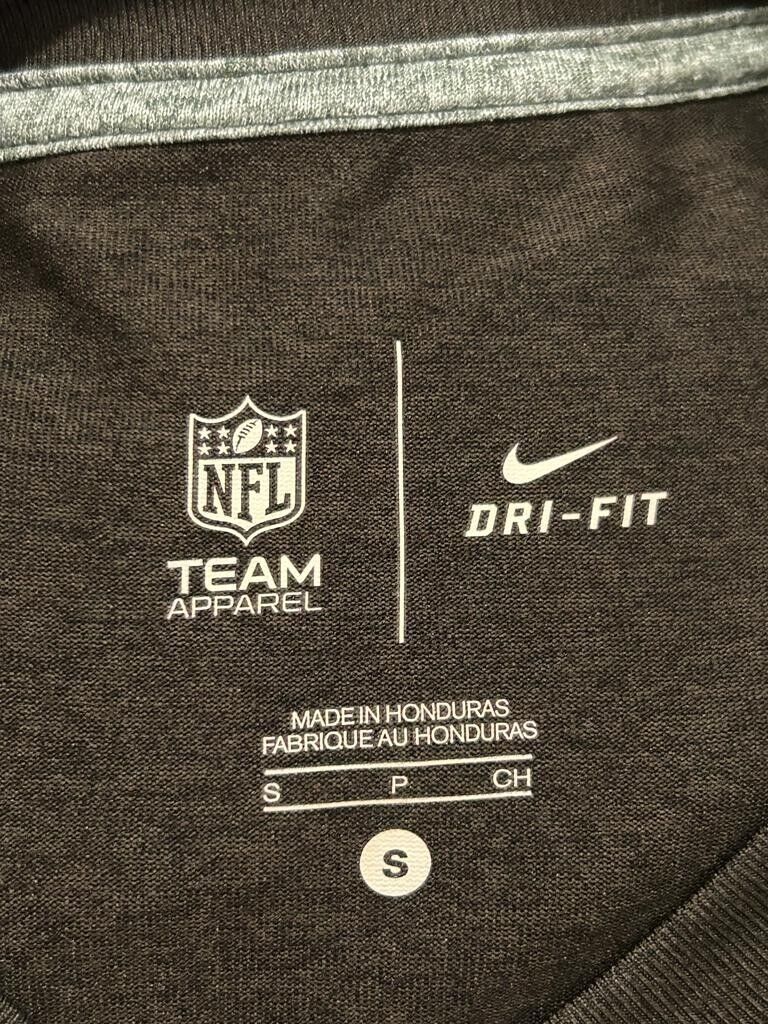 NFL
TEAM
APPAREL
DRI-FIT
MADE IN HONDURAS
FABRIQUE AU HONDURAS
S P CH
S